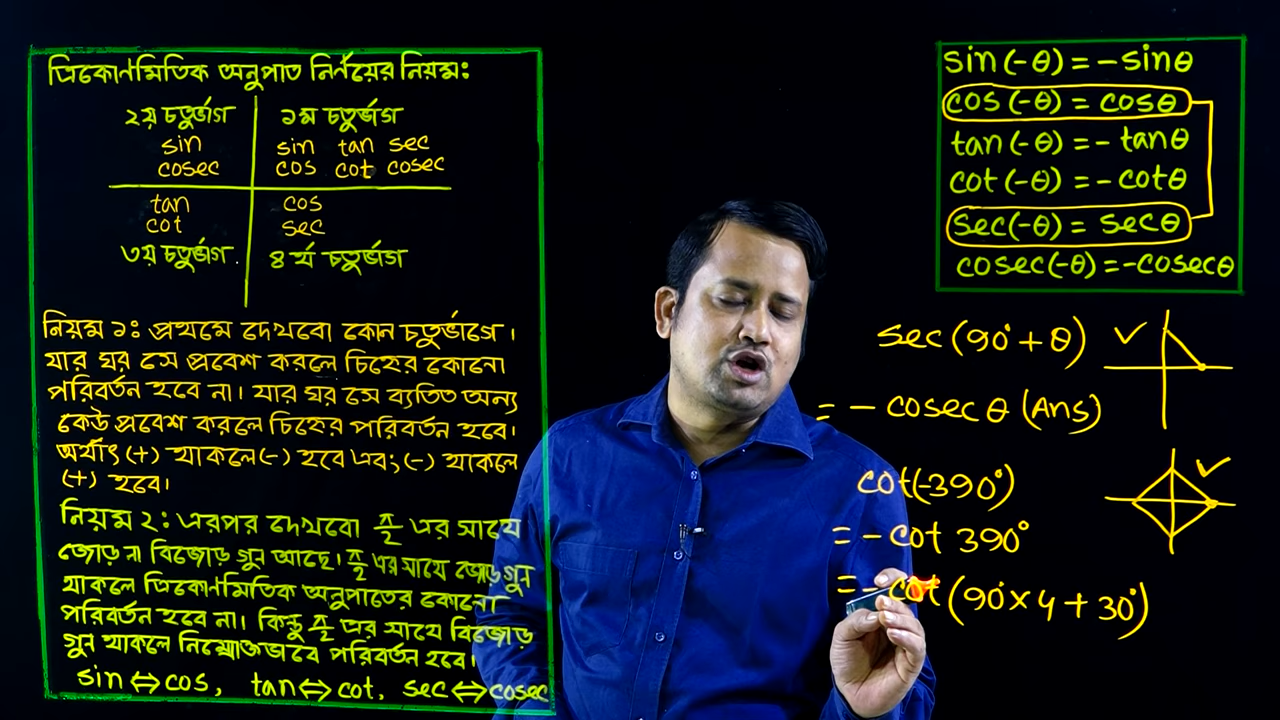 ত্রিকোণমিতিক অনুপাত নির্ণয়ের নিয়ম:
২য় চতুর্ভাগ ১ম চতুর্ভাগ
sin sin tan sec
cosec cos cot cosec
tan cos
cot sec
৩য় চতুর্ভাগ. ৪র্থ চতুর্ভাগ
নিয়ম ১: প্রথমে দেখবো কোন চতুর্ভাগে।
যার ঘর সে প্রবেশ করলে চিহ্নের কোনো
পরিবর্তন হবে না। যার ঘর সে ব্যতিত অন্য
কেউ প্রবেশ করলে চিহ্নের পরিবর্তন হবে।
অর্থাৎ (+) থাকলে (-) হবে এবং (-) থাকলে
(+) হবে।
নিয়ম ২: এরপর দেখবো π/2 এর সাথে
জোড় না বিজোড় গুন আছে। π/2 এর সাথে জোড় গুন
থাকলে ত্রিকোণমিতিক অনুপাতের কোনো
পরিবর্তন হবে না। কিন্তু π/2 এর সাথে বিজোড়
গুন থাকলে নিম্মোক্তভাবে পরিবর্তন হবে।
sin⇔cos, tan⇔cot, sec⇔cosec
sin(-θ) = -sinθ
cos(-θ) = cosθ
tan(-θ) = -tanθ
cot(-θ) = -cotθ
sec(-θ) = secθ
cosec(-θ) = -cosecθ
sec(90° + θ)
= - cosec θ (Ans)
cot(-390°)
= - cot 390°
= - cot (90° × 4 + 30°)